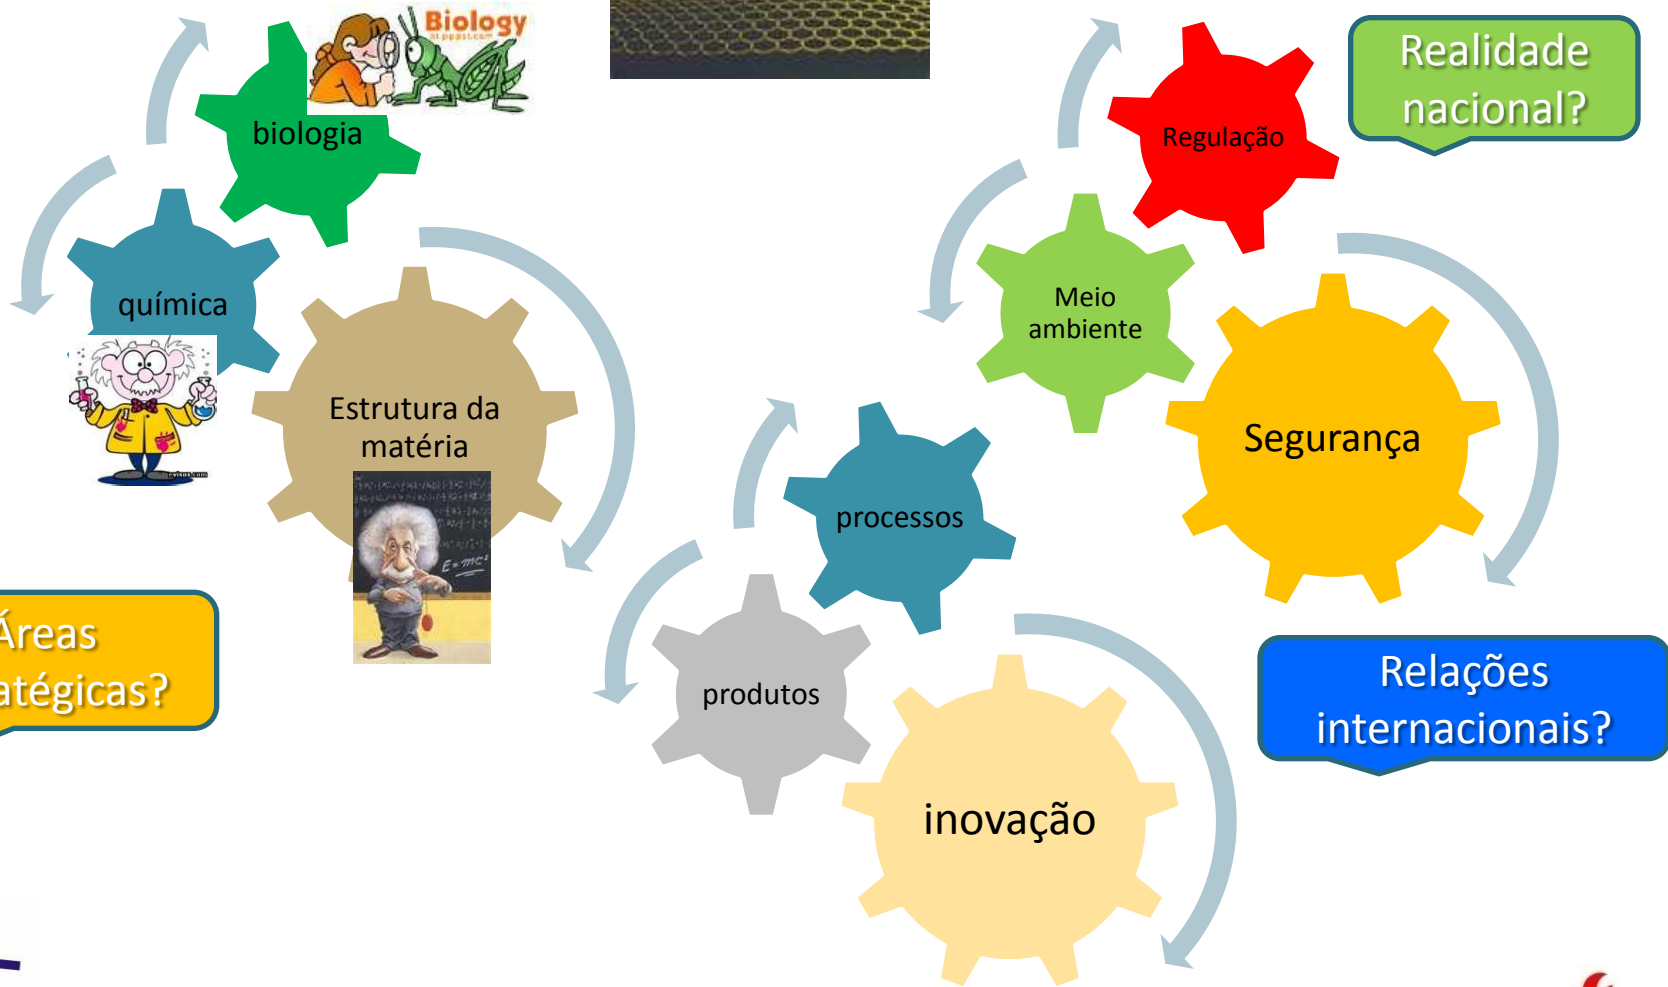 Biology
biologia
química
Estrutura da
matéria
E=mc²
Áreas
atégicas?
Regulação
Meio
ambiente
Segurança
Realidade
nacional?
processos
produtos
inovação
Relações
internacionais?